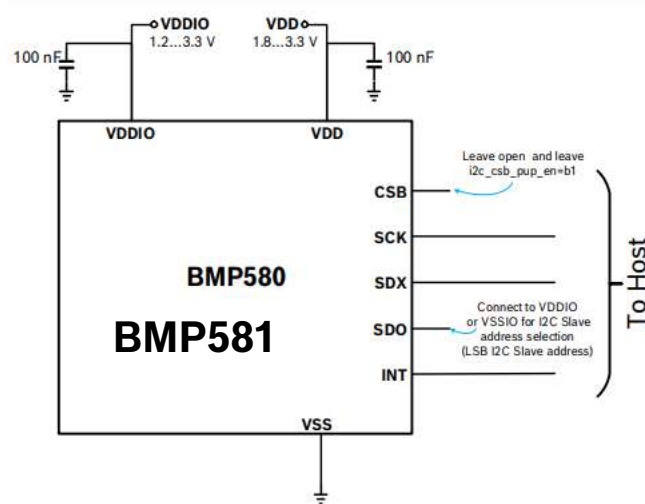 VDDIO
1.2...3.3 V
VDD
1.8...3.3 V
100 nF
100 nF
VDDIO
VDD
Leave open and leave
i2c_csb_pup_en=b1
CSB
SCK
BMP580
SDX
BMP581
Connect to VDDIO
or VSSIO for I2C Slave
address selection
(LSB I2C Slave address)
SDO
INT
VSS
To Host